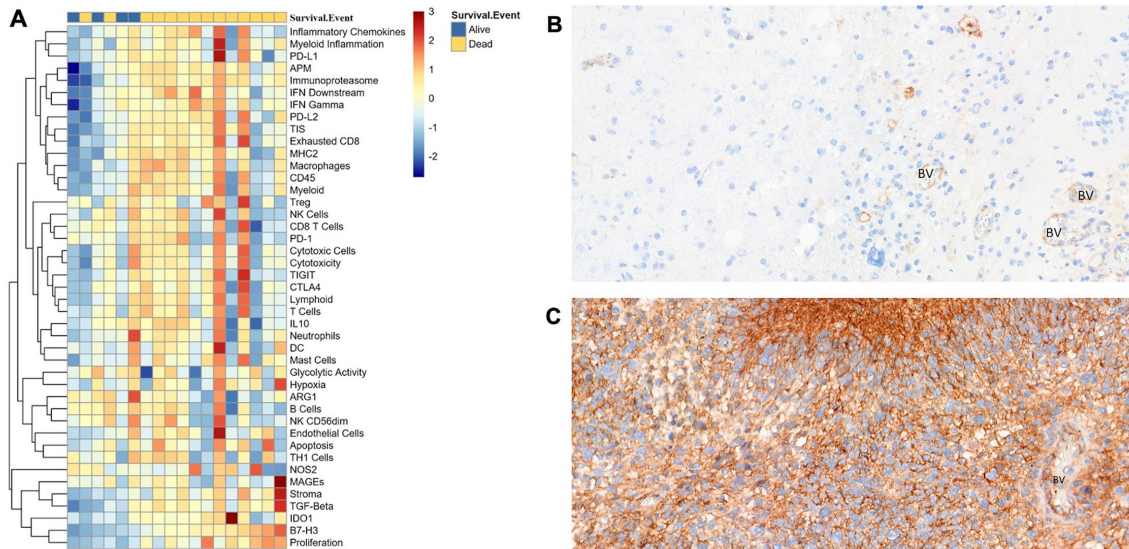 A
Survival.Event
Inflammatory Chemokines
Myeloid Inflammation
PD-L1
APM
Immunoproteasome
IFN Downstream
IFN Gamma
PD-L2
TIS
Exhausted CD8
MHC2
Macrophages
CD45
Myeloid
Treg
NK Cells
CD8 T Cells
PD-1
Cytotoxic Cells
Cytotoxicity
TIGIT
CTLA4
Lymphoid
T Cells
IL10
Neutrophils
DC
Mast Cells
Glycolytic Activity
Hypoxia
ARG1
B Cells
NK CD56dim
Endothelial Cells
Apoptosis
TH1 Cells
NOS2
MAGEs
Stroma
TGF-Beta
IDO1
B7-H3
Proliferation
3
2
1
0
-1
-2
Survival.Event
Alive
Dead
B
BV
BV
BV
C
BV